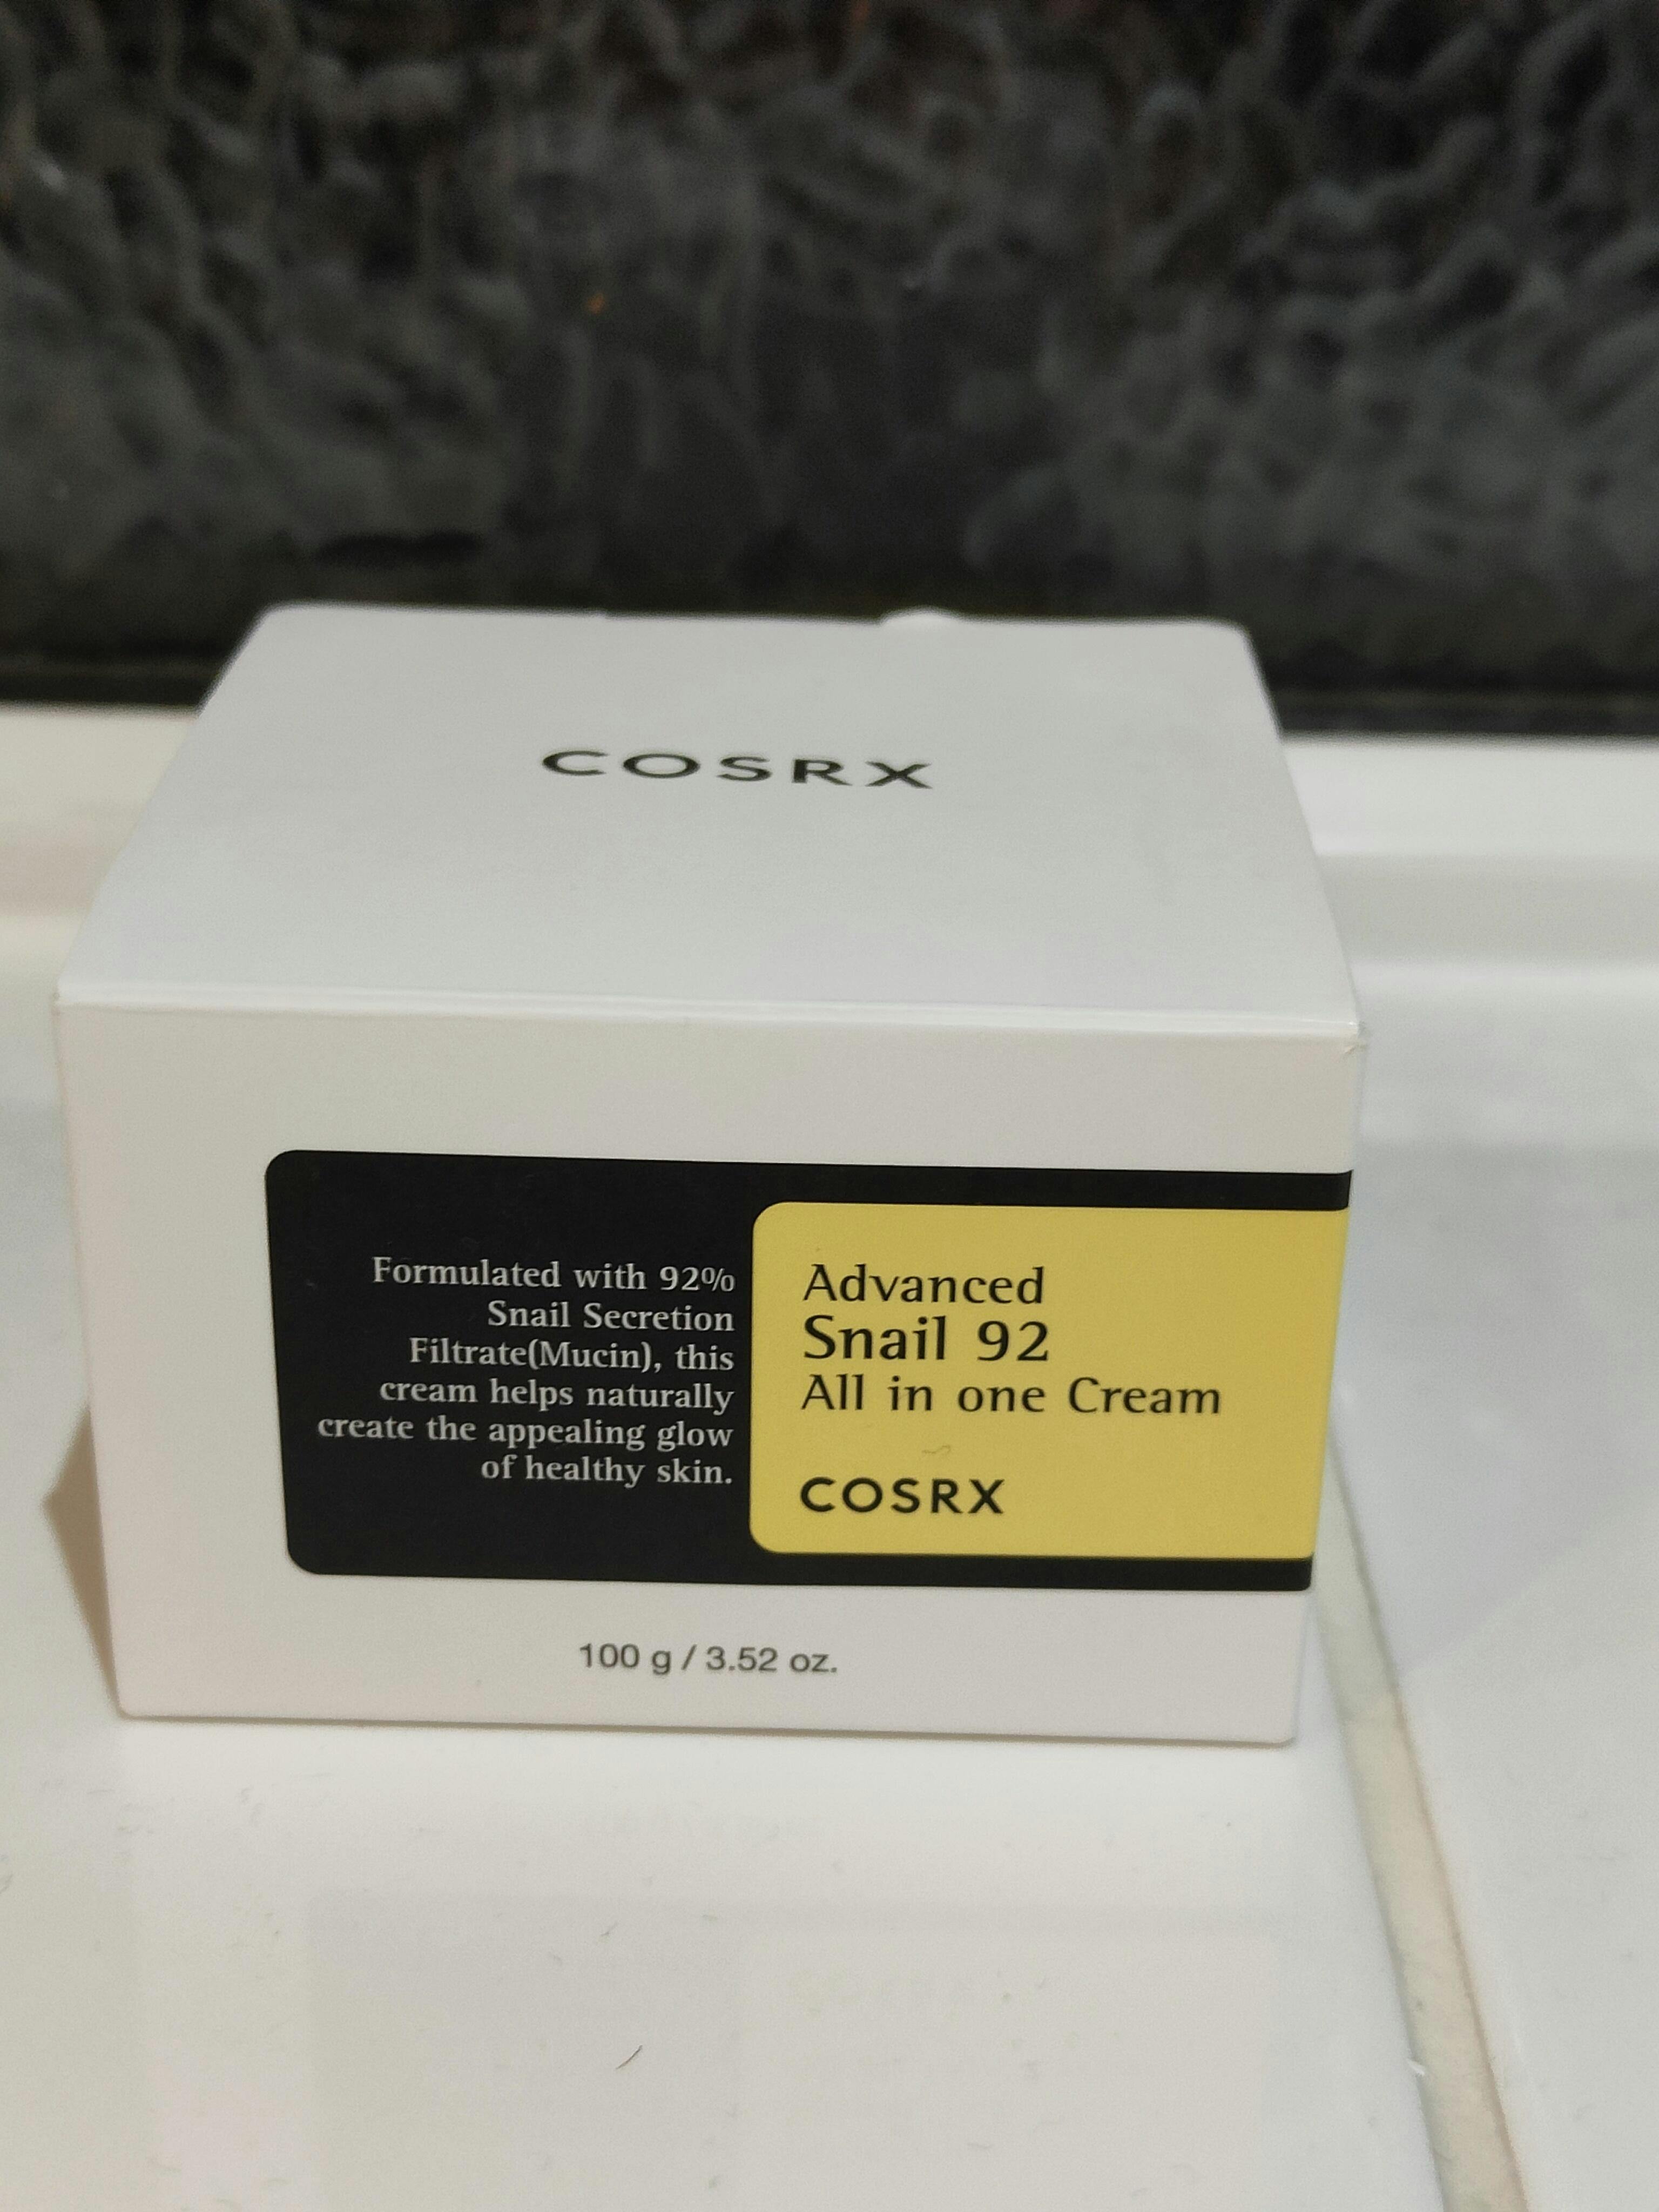 COSRX
Formulated with 92%
Snail Secretion
Filtrate(Mucin), this
cream helps naturally
create the appealing glow
of healthy skin.
Advanced
Snail 92
All in one Cream
COSRX
100 g / 3.52 oz.